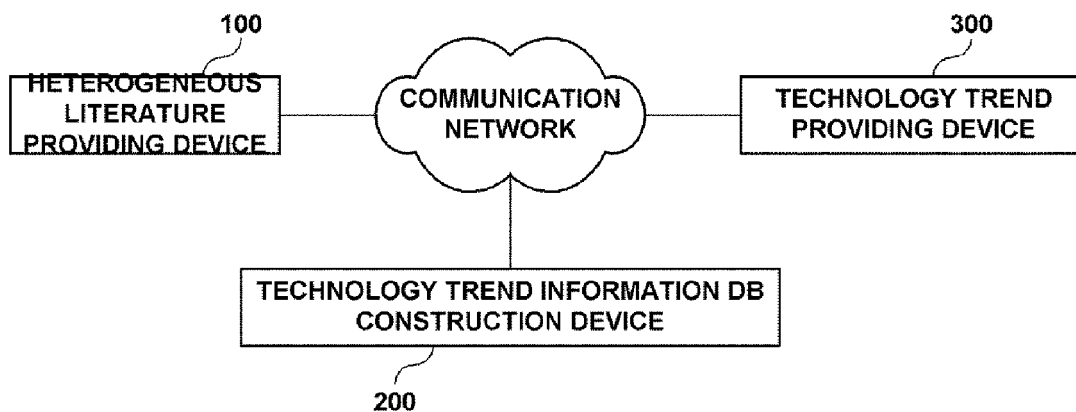 100
HETEROGENEOUS
LITERATURE
PROVIDING DEVICE
COMMUNICATION
NETWORK
300
TECHNOLOGY TREND
PROVIDING DEVICE
TECHNOLOGY TREND INFORMATION DB
CONSTRUCTION DEVICE
200